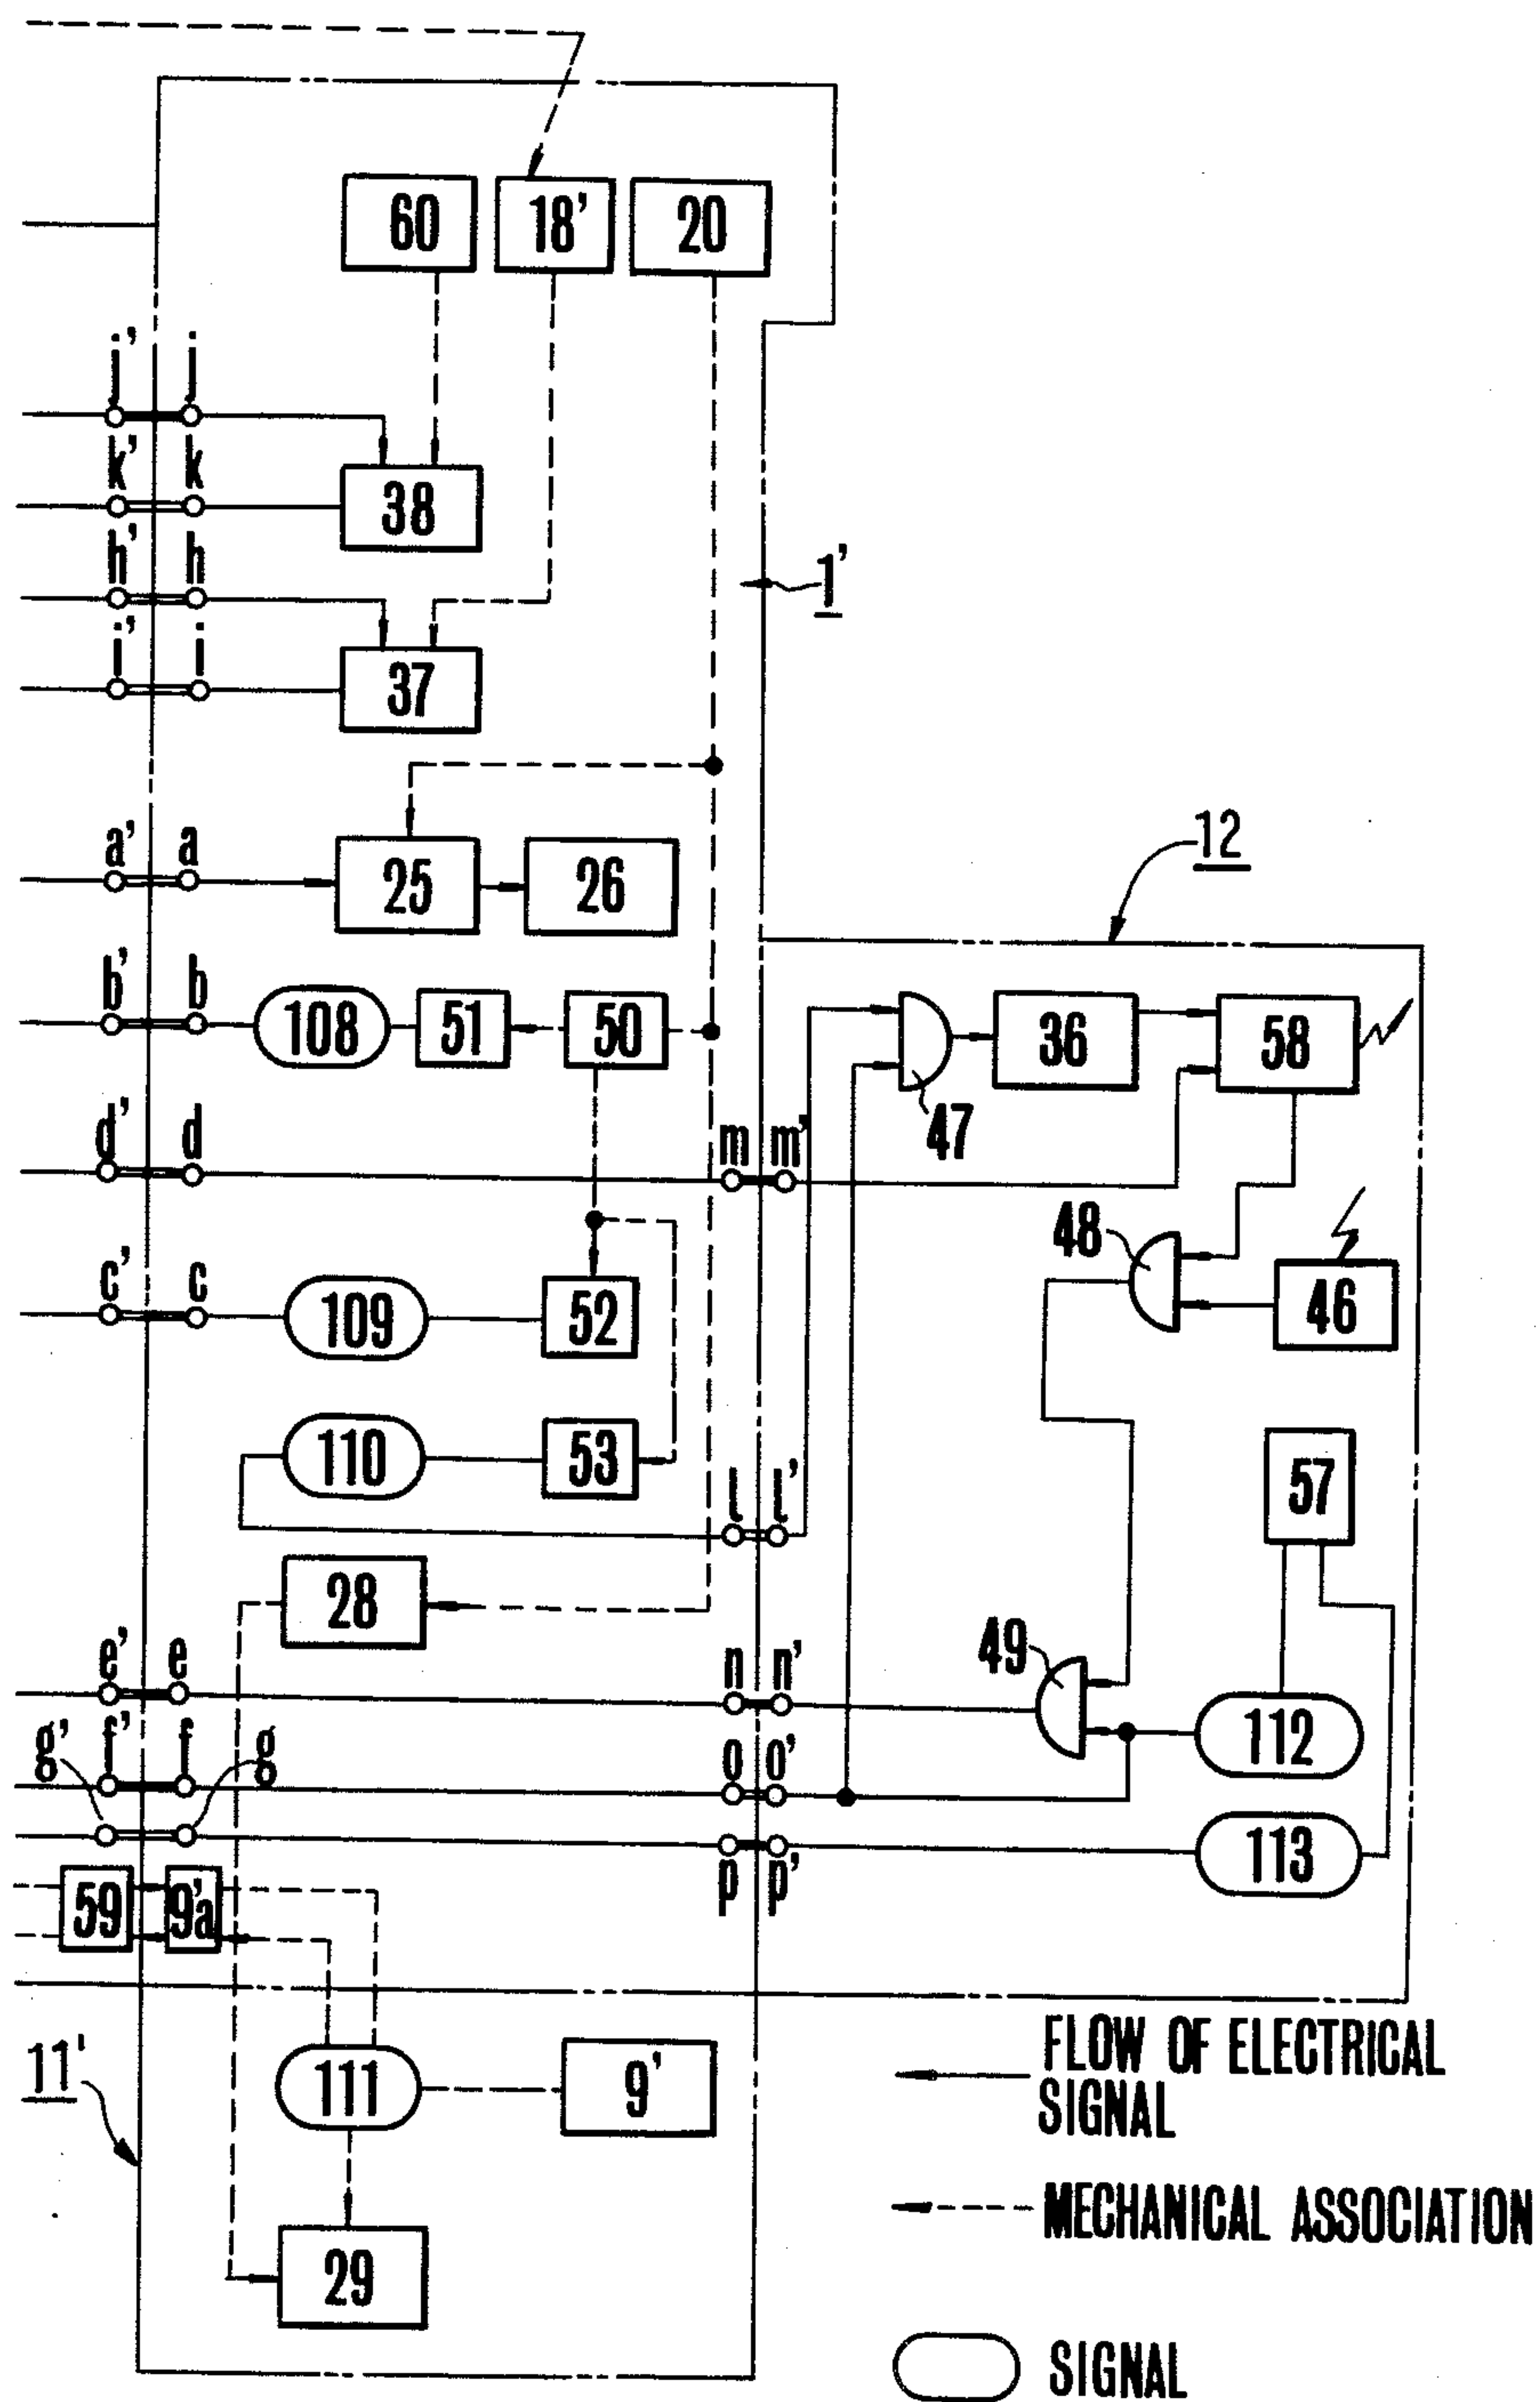 60 18' 20
j' j
k' k
38
h' h
1'
i' i
37
12
a' a
25 26
b' b
108 51 50
36 58
47
d' d
m m'
48
c' c
109 52
46
110 53
57
l l'
28
49
e' e
n n'
112
g' f' f g
o o'
113
p p'
59 9'a
11'
111 9'
29
FLOW OF ELECTRICAL
SIGNAL
MECHANICAL ASSOCIATION
SIGNAL